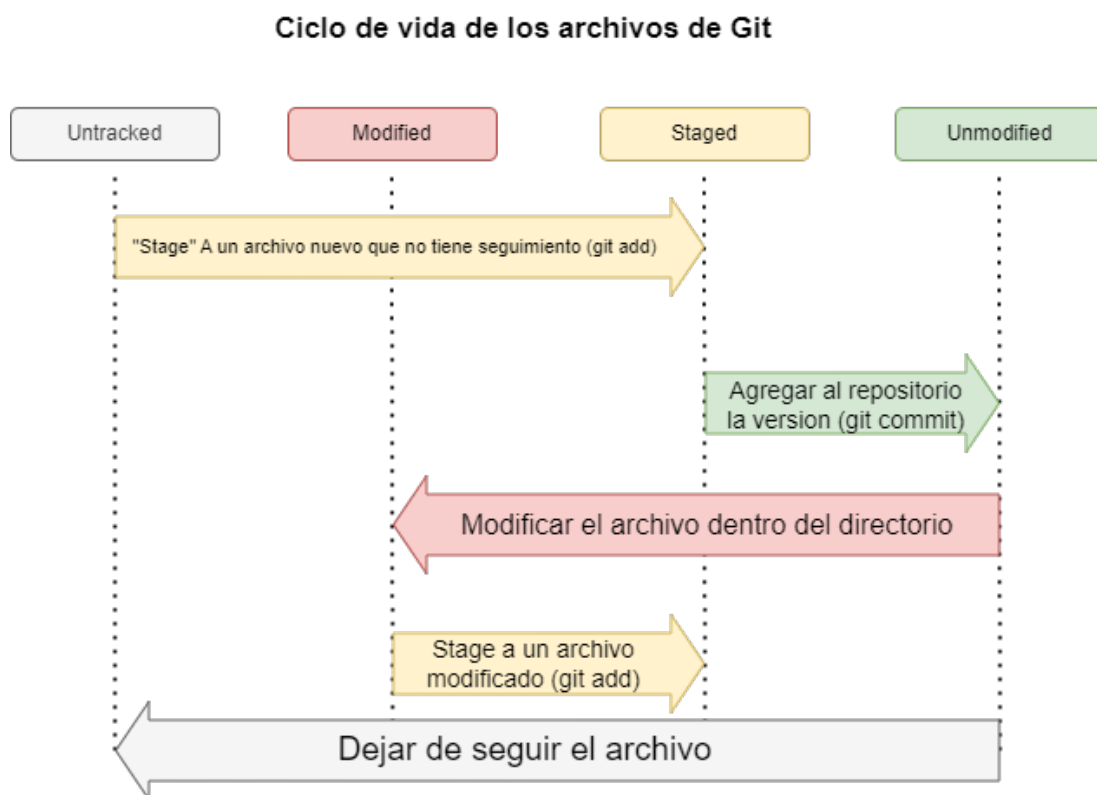 Ciclo de vida de los archivos de Git
Untracked
Modified
Staged
Unmodified
"Stage" A un archivo nuevo que no tiene seguimiento (git add)
Agregar al repositorio
la version (git commit)
Modificar el archivo dentro del directorio
Stage a un archivo
modificado (git add)
Dejar de seguir el archivo